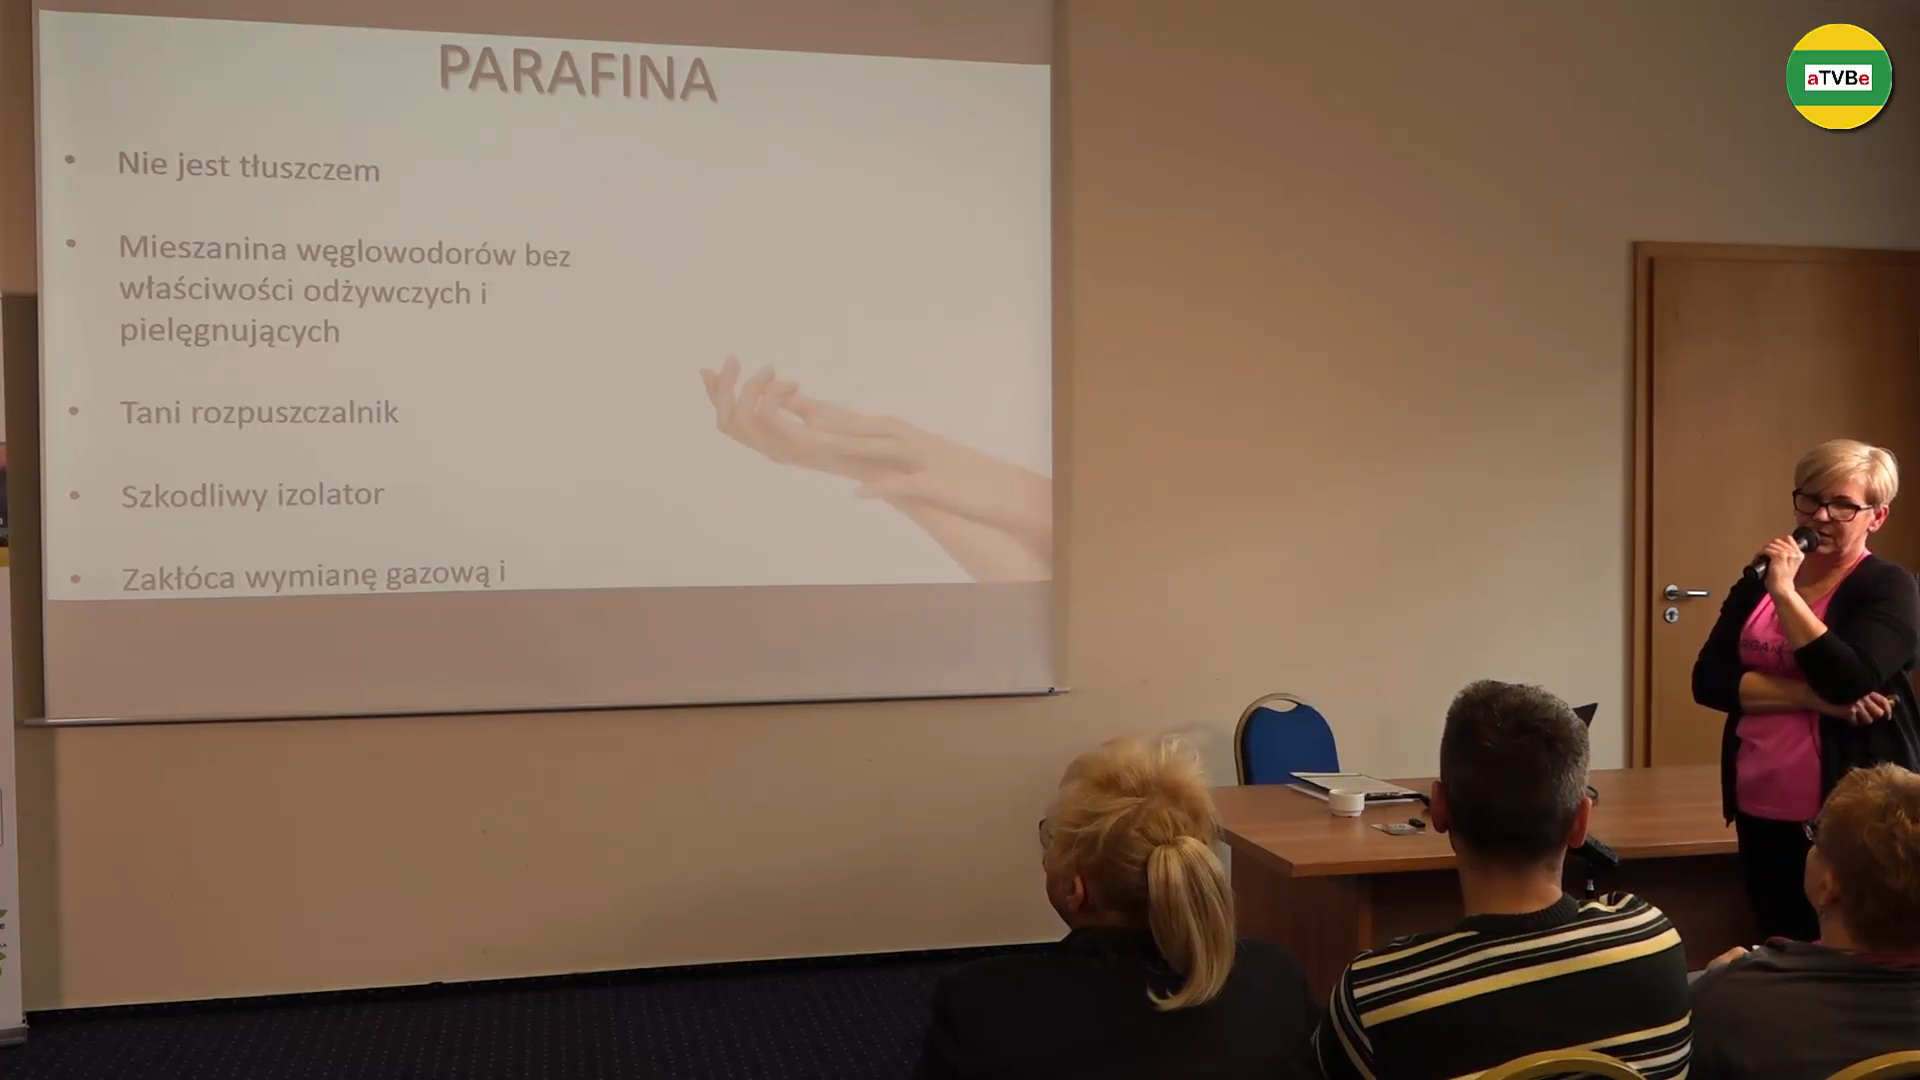 PARAFINA
• Nie jest tłuszczem
• Mieszanina węglowodorów bez
właściwości odżywczych i
pielęgnujących
• Tani rozpuszczalnik
• Szkodliwy izolator
• Zakłóca wymianę gazową i
aTVBe